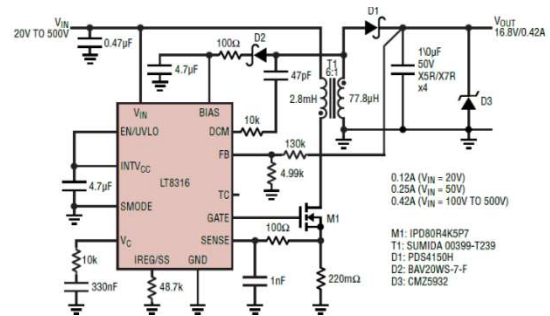 VIN
20V TO 500V
0.47µF
4.7µF
100Ω
D2
D1
VOUT
16.8V/0.42A
47pF
T1
6:1
2.8mH
77.8µH
1\0µF
50V
X5R/X7R
x4
D3
VIN
BIAS
EN/UVLO
DCM
10k
INTVCC
FB
130k
4.99k
4.7µF
LT8316
TC
SMODE
GATE
M1
100Ω
VC
SENSE
IREG/SS
GND
10k
330nF
48.7k
1nF
220mΩ
0.12A (VIN = 20V)
0.25A (VIN = 50V)
0.42A (VIN = 100V TO 500V)
M1: IPD80R4K5P7
T1: SUMIDA 00399-T239
D1: PDS4150H
D2: BAV20WS-7-F
D3: CMZ5932